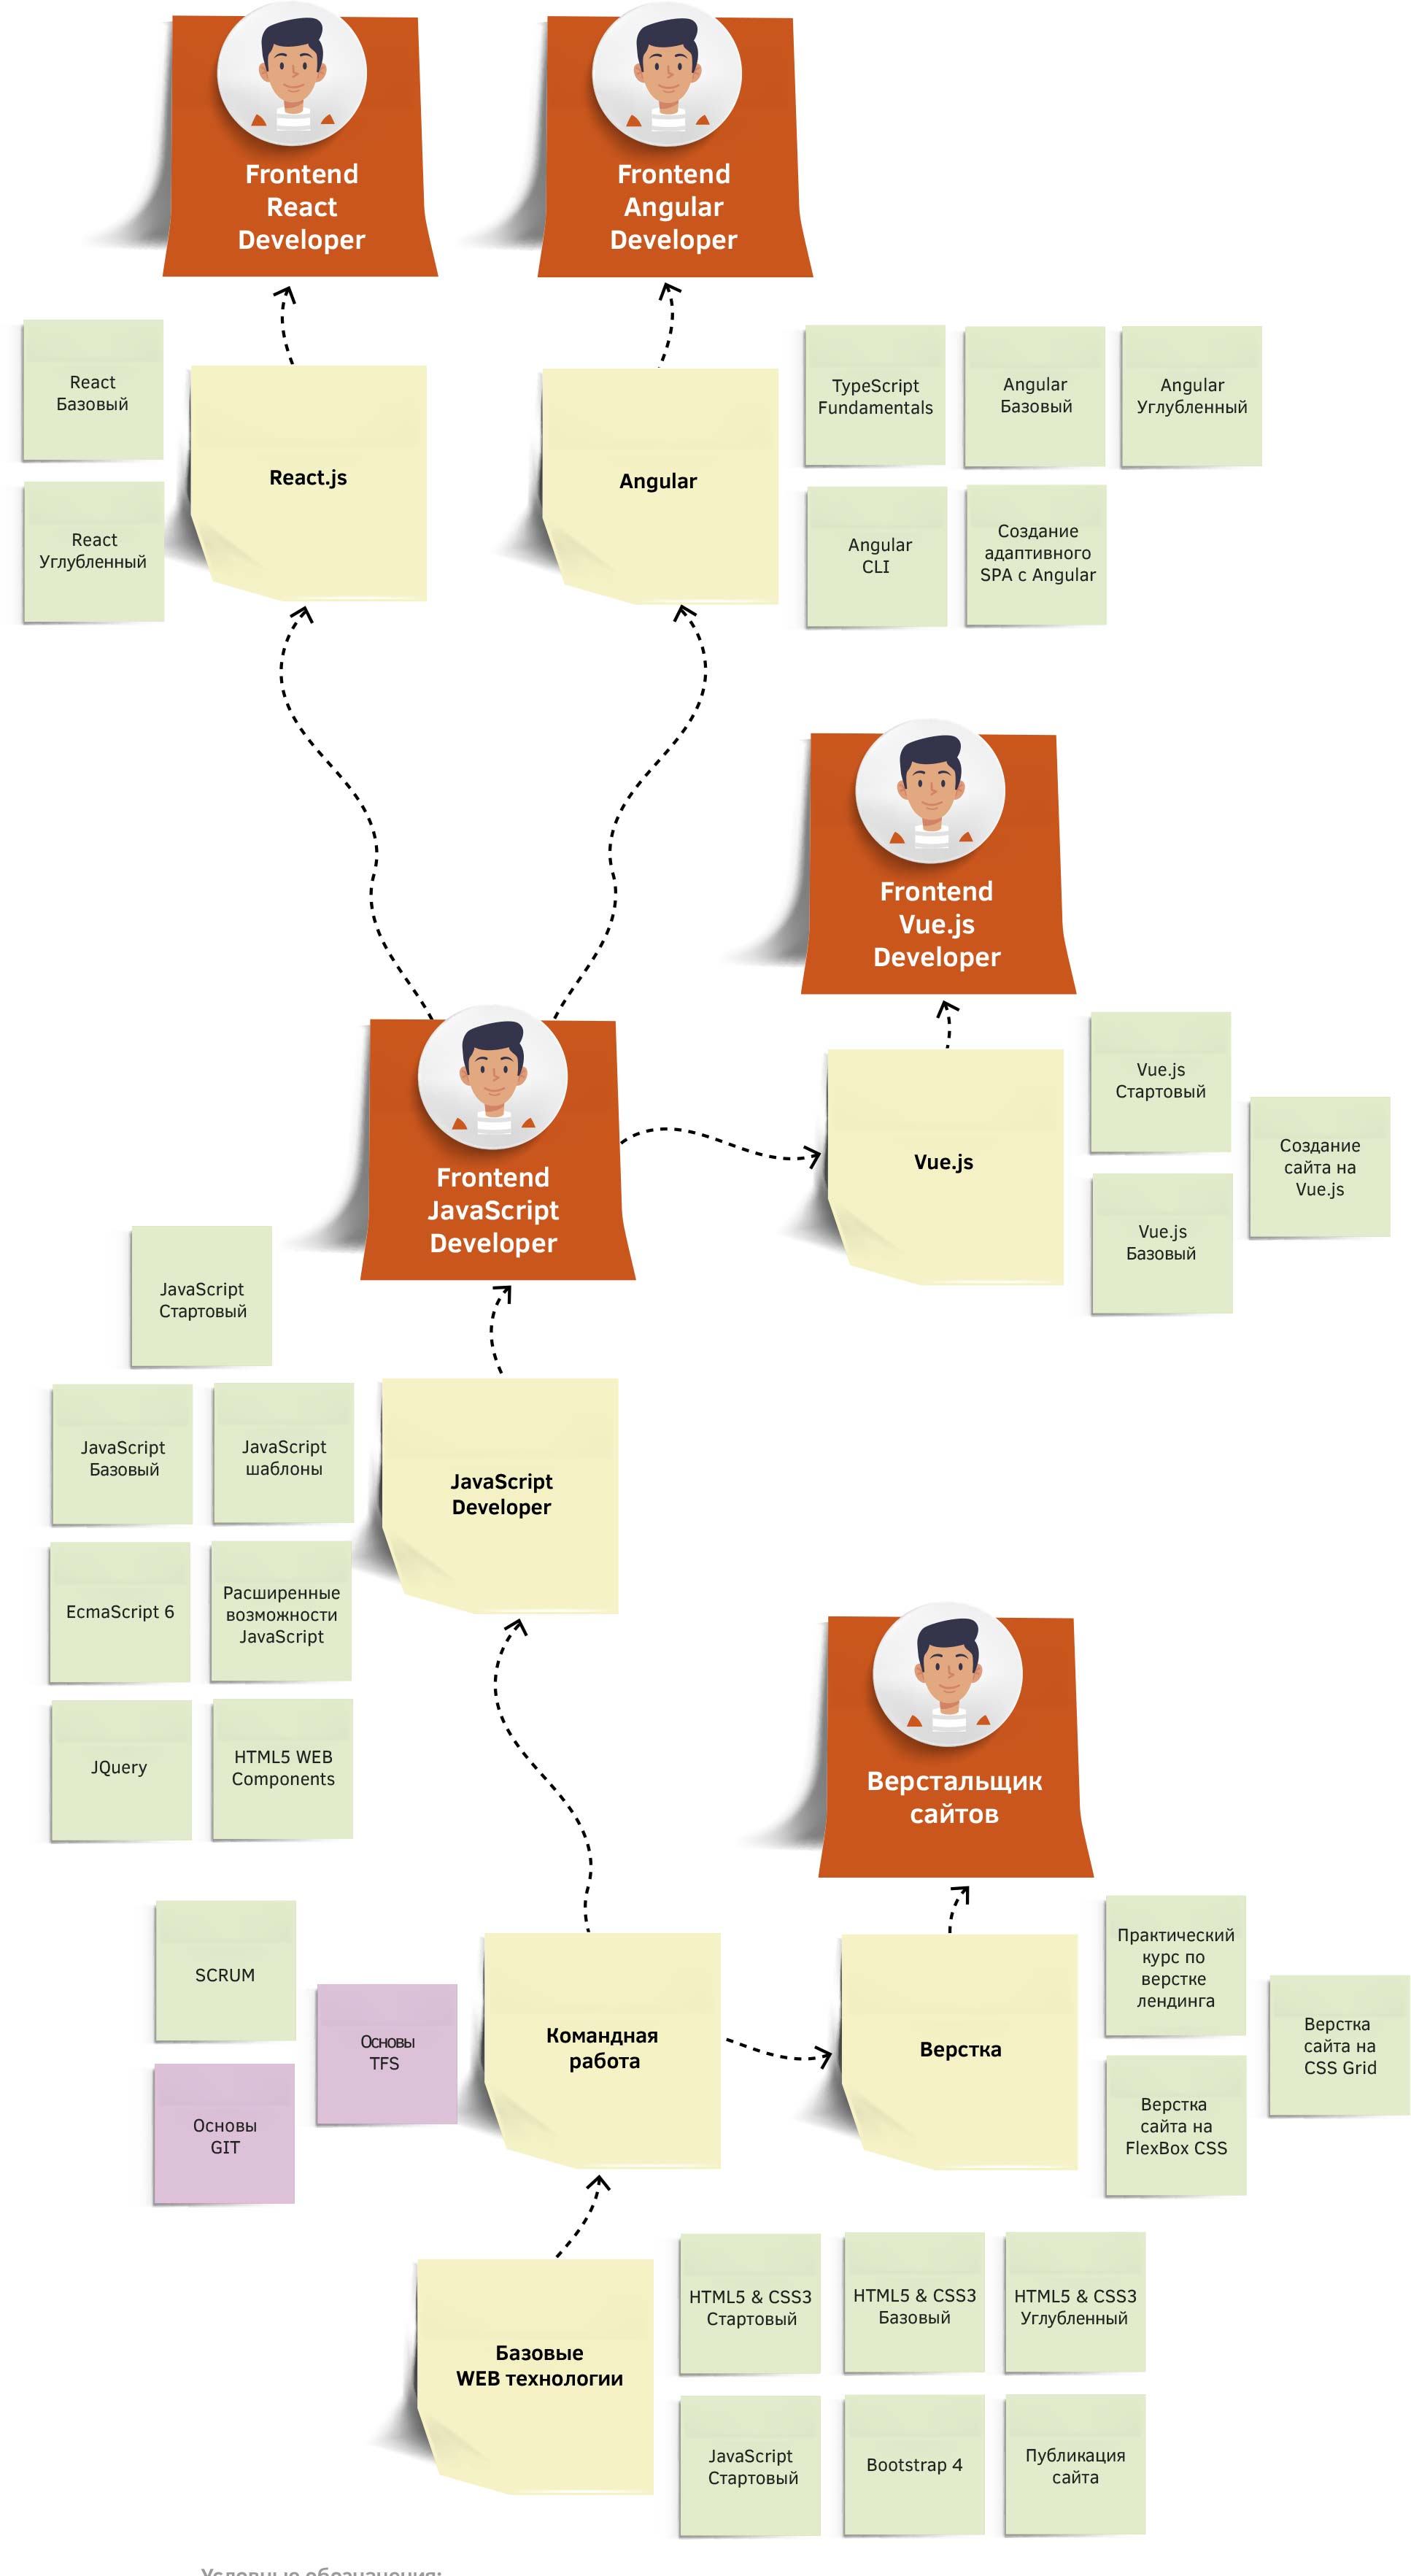 Frontend
React
Developer
Frontend
Angular
Developer
React
Базовый
React.js
React
Углубленный
Angular
TypeScript
Fundamentals
Angular
Базовый
Angular
Углубленный
Angular
CLI
Создание
адаптивного
SPA с Angular
Frontend
Vue.js
Developer
Frontend
JavaScript
Developer
Vue.js
Vue.js
Стартовый
Создание
сайта на
Vue.js
Vue.js
Базовый
JavaScript
Стартовый
JavaScript
Базовый
JavaScript
шаблоны
JavaScript
Developer
EcmaScript 6
Расширенные
возможности
JavaScript
JQuery
HTML5 WEB
Components
Верстальщик
сайтов
SCRUM
Основы
TFS
Основы
GIT
Командная
работа
Верстка
Практический
курс по
верстке
лендинга
Верстка
сайта на
CSS Grid
Верстка
сайта на
FlexBox CSS
Базовые
WEB технологии
HTML5 & CSS3
Стартовый
HTML5 & CSS3
Базовый
HTML5 & CSS3
Углубленный
JavaScript
Стартовый
Bootstrap 4
Публикация
сайта
Условные обозначения: